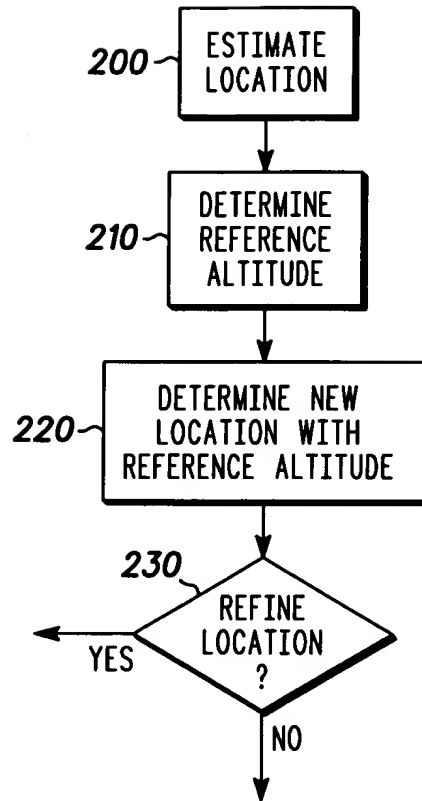 200
ESTIMATE
LOCATION
210
DETERMINE
REFERENCE
ALTITUDE
220
DETERMINE NEW
LOCATION WITH
REFERENCE ALTITUDE
230
REFINE
LOCATION
?
YES
NO